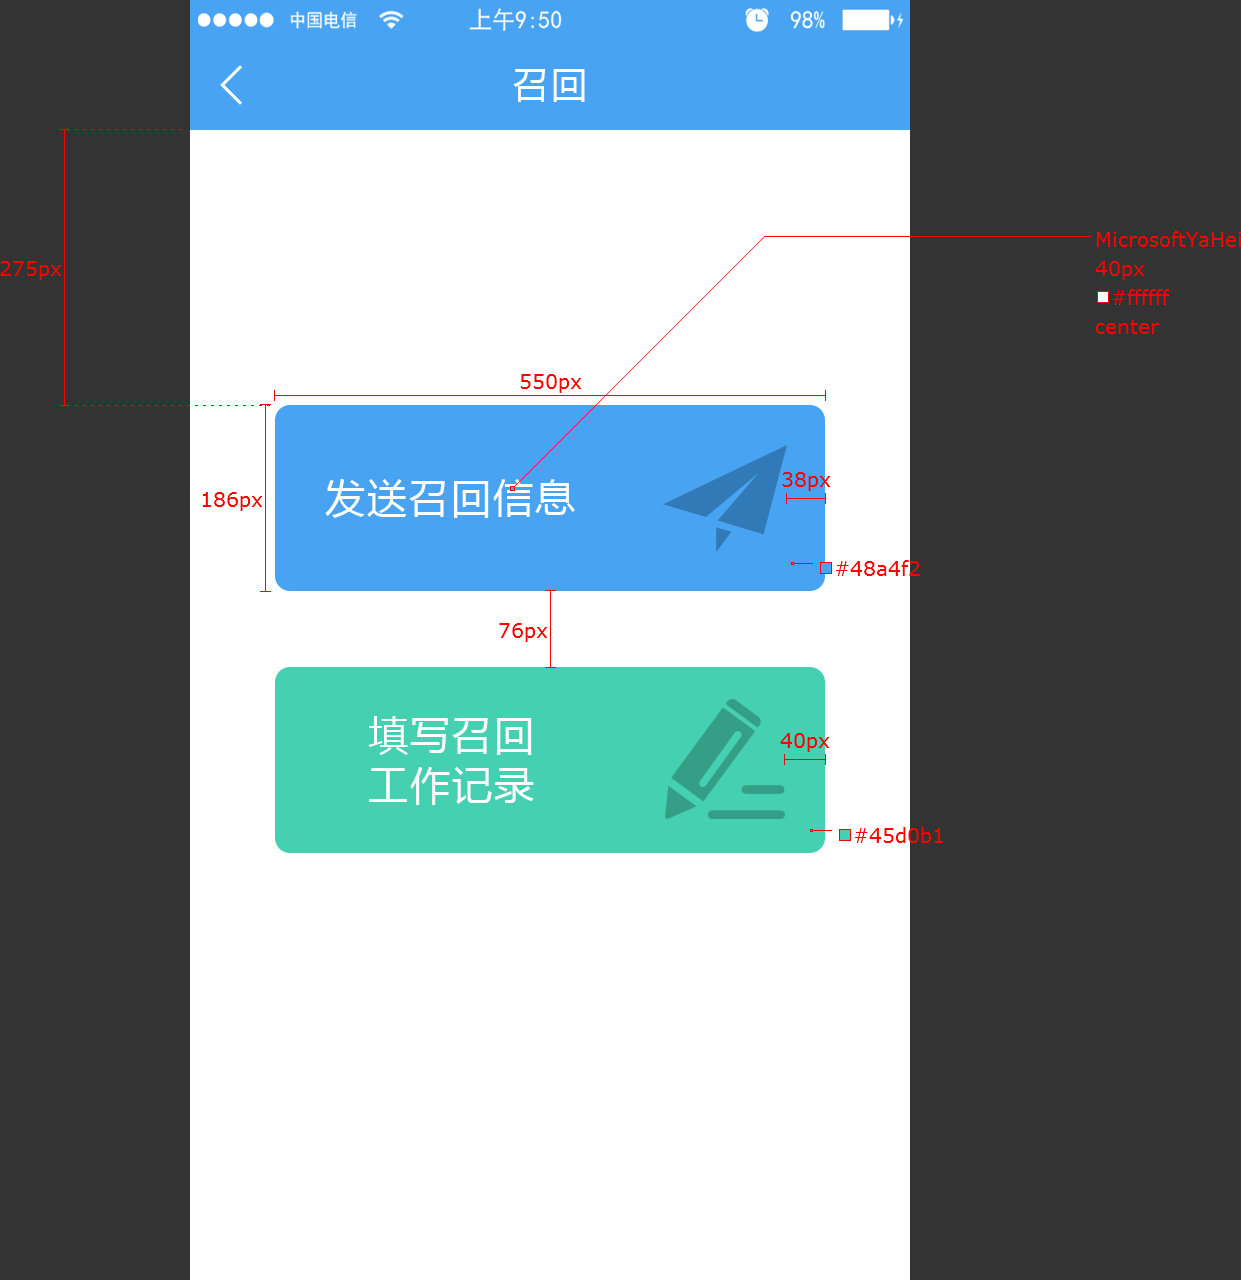 中国电信
上午9:50
98%
召回
275px
MicrosoftYaHei
40px
#ffffff
center
550px
186px
发送召回信息
38px
#48a4f2
76px
填写召回
工作记录
40px
#45d0b1